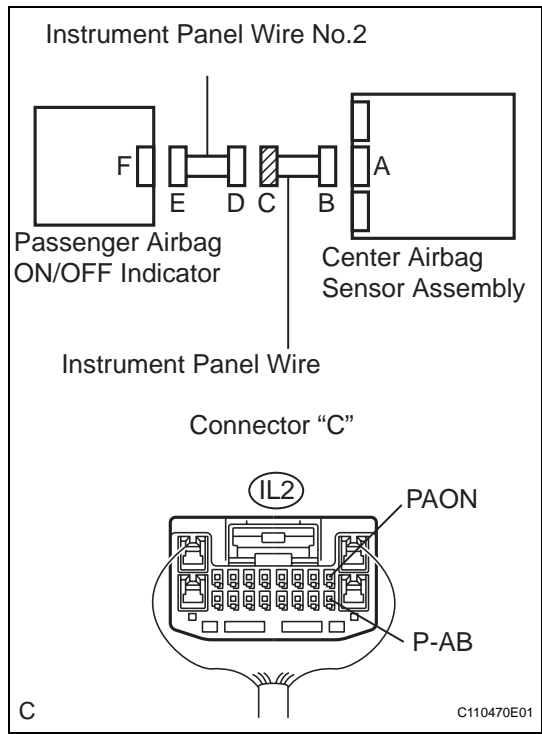 Instrument Panel Wire No.2
F
E
D
C
B
A
Passenger Airbag
ON/OFF Indicator
Center Airbag
Sensor Assembly
Instrument Panel Wire
Connector “C”
IL2
PAON
P-AB
C
C110470E01